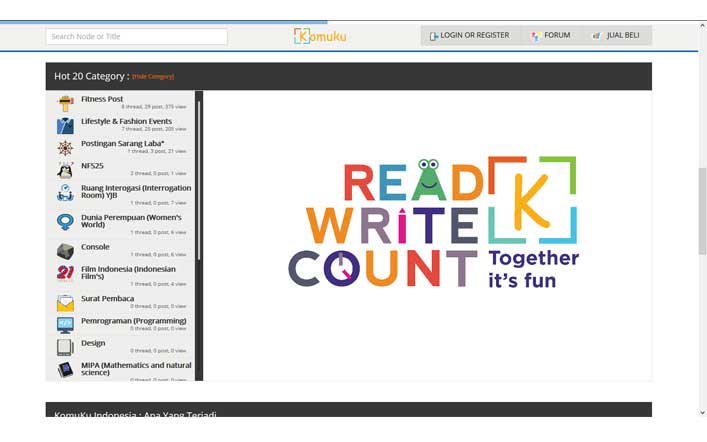 Search Node or Title
Komuku
LOGIN OR REGISTER
FORUM
JUAL BELI
Hot 20 Category : [Hide Category]
Fitness Post
6 thread, 29 post, 575 view
Lifestyle & Fashion Events
7 thread, 25 post, 205 view
Postingan Sarang Laba"
1 thread, 3 post, 21 view
NFS25
2 thread, 0 post, 1 view
Ruang Interogasi (Interrogation
Room) YJB
1 thread, 0 post, 7 view
Dunia Perempuan (Women's
World)
1 thread, 0 post, 6 view
Console
1 thread, 0 post, 6 view
Film Indonesia (Indonesian
Film's)
1 thread, 0 post, 4 view
Surat Pembaca
0 thread, 0 post, 0 view
Pemrograman (Programming)
0 thread, 0 post, 0 view
Design
0 thread, 0 post, 0 view
MIPA (Mathematics and natural
science)
0 thread, 0 post, 0 view
READ
WRITE
COUNT
K
Together
it's fun
KomuKu Indonesia : Apa Yang Terjadi